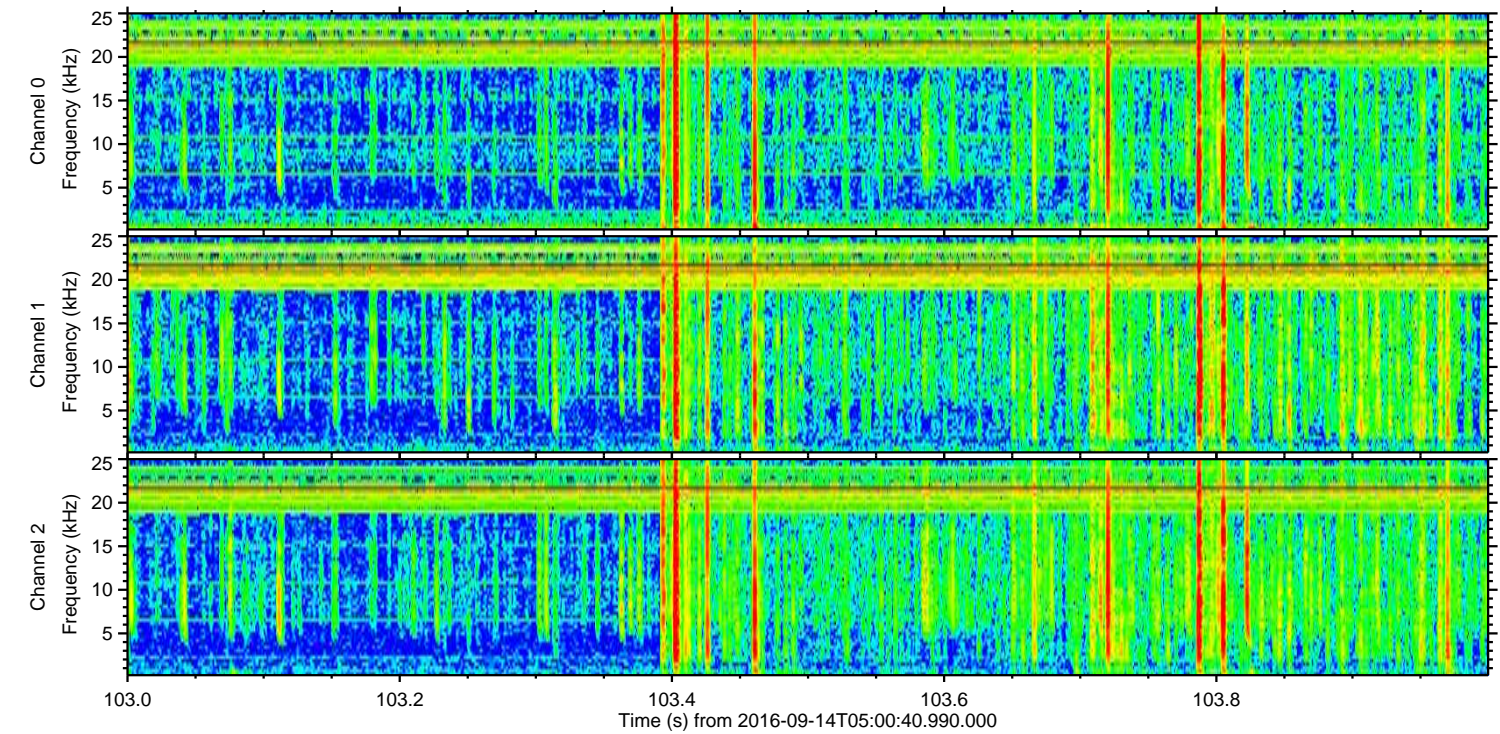 25
20
15
10
5
Channel 0
Frequency (kHz)
25
20
15
10
5
Channel 1
Frequency (kHz)
25
20
15
10
5
Channel 2
Frequency (kHz)
103.0 103.2 103.4 103.6 103.8
Time (s) from 2016-09-14T05:00:40.990.000